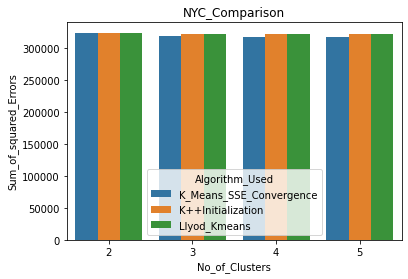 NYC_Comparison
Sum_of_squared_Errors
300000
250000
200000
150000
100000
50000
0
Algorithm_Used
K_Means_SSE_Convergence
K++Initialization
Llyod_Kmeans
2 3 4 5
No_of_Clusters